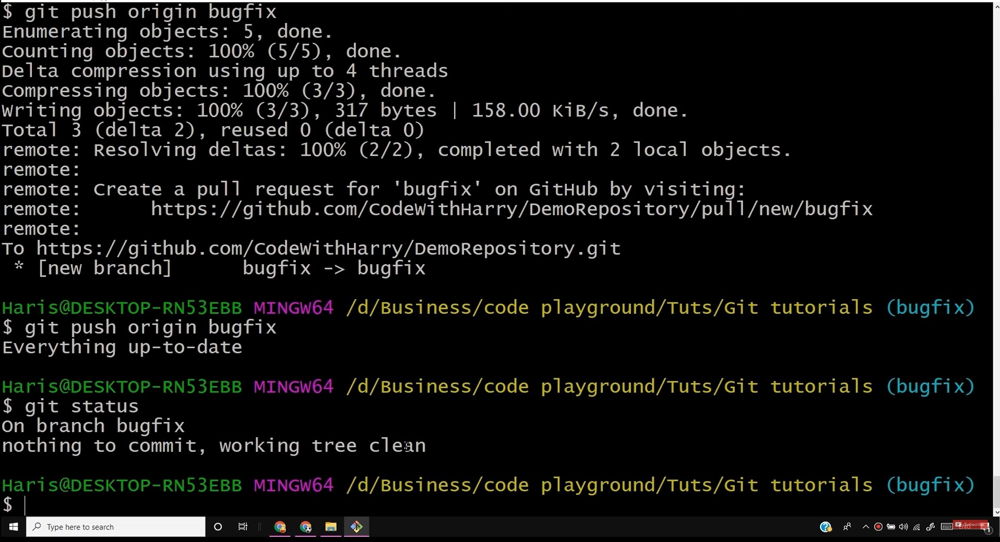 $ git push origin bugfix
Enumerating objects: 5, done.
Counting objects: 100% (5/5), done.
Delta compression using up to 4 threads
Compressing objects: 100% (3/3), done.
Writing objects: 100% (3/3), 317 bytes | 158.00 KiB/s, done.
Total 3 (delta 2), reused 0 (delta 0)
remote: Resolving deltas: 100% (2/2), completed with 2 local objects.
remote:
remote: Create a pull request for 'bugfix' on GitHub by visiting:
remote:      https://github.com/CodeWithHarry/DemoRepository/pull/new/bugfix
remote:
To https://github.com/CodeWithHarry/DemoRepository.git
 * [new branch]      bugfix -> bugfix
Haris@DESKTOP-RN53EBB MINGW64 /d/Business/code playground/Tuts/Git tutorials (bugfix)
$ git push origin bugfix
Everything up-to-date
Haris@DESKTOP-RN53EBB MINGW64 /d/Business/code playground/Tuts/Git tutorials (bugfix)
$ git status
On branch bugfix
nothing to commit, working tree clean
Haris@DESKTOP-RN53EBB MINGW64 /d/Business/code playground/Tuts/Git tutorials (bugfix)
$
Type here to search
Subscribe
ENG
1